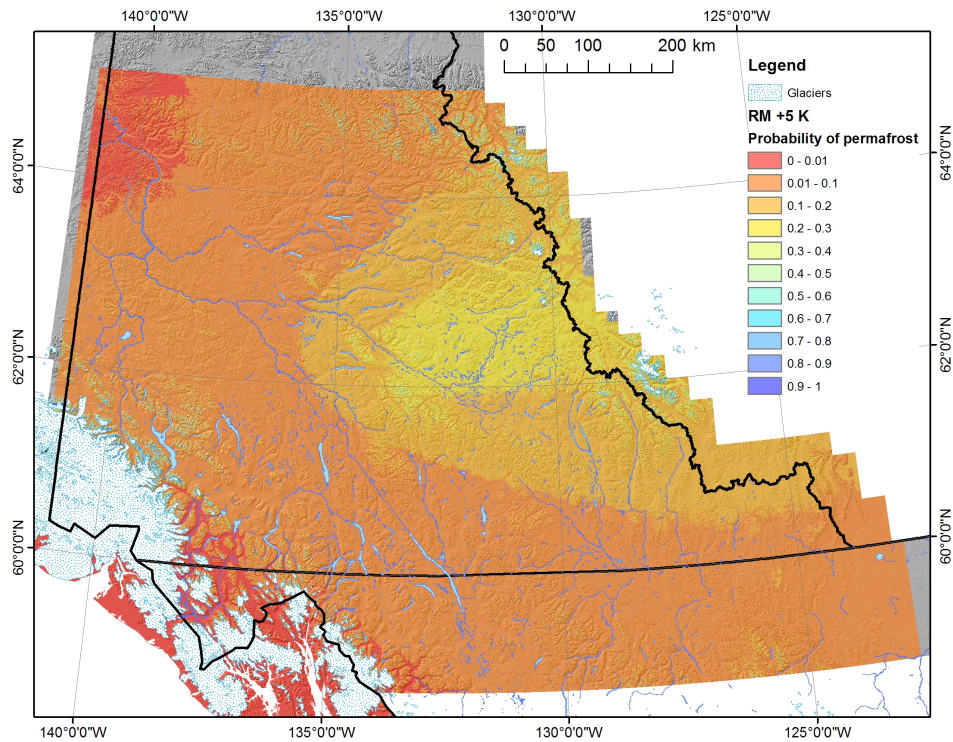 140°0'0"W 135°0'0"W 130°0'0"W 125°0'0"W
0 50 100 200 km
Legend
Glaciers
RM +5 K
Probability of permafrost
0 - 0.01
0.01 - 0.1
0.1 - 0.2
0.2 - 0.3
0.3 - 0.4
0.4 - 0.5
0.5 - 0.6
0.6 - 0.7
0.7 - 0.8
0.8 - 0.9
0.9 - 1
64°0'0"N 64°0'0"N
62°0'0"N 62°0'0"N
60°0'0"N 60°0'0"N
140°0'0"W 135°0'0"W 130°0'0"W 125°0'0"W